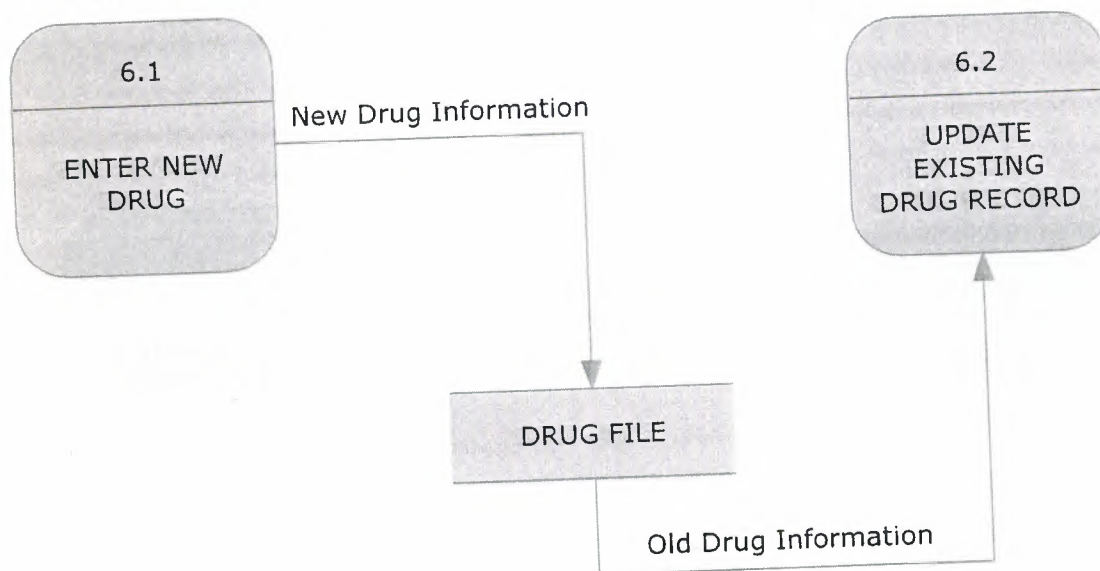 6.1
ENTER NEW
DRUG
New Drug Information
6.2
UPDATE
EXISTING
DRUG RECORD
DRUG FILE
Old Drug Information